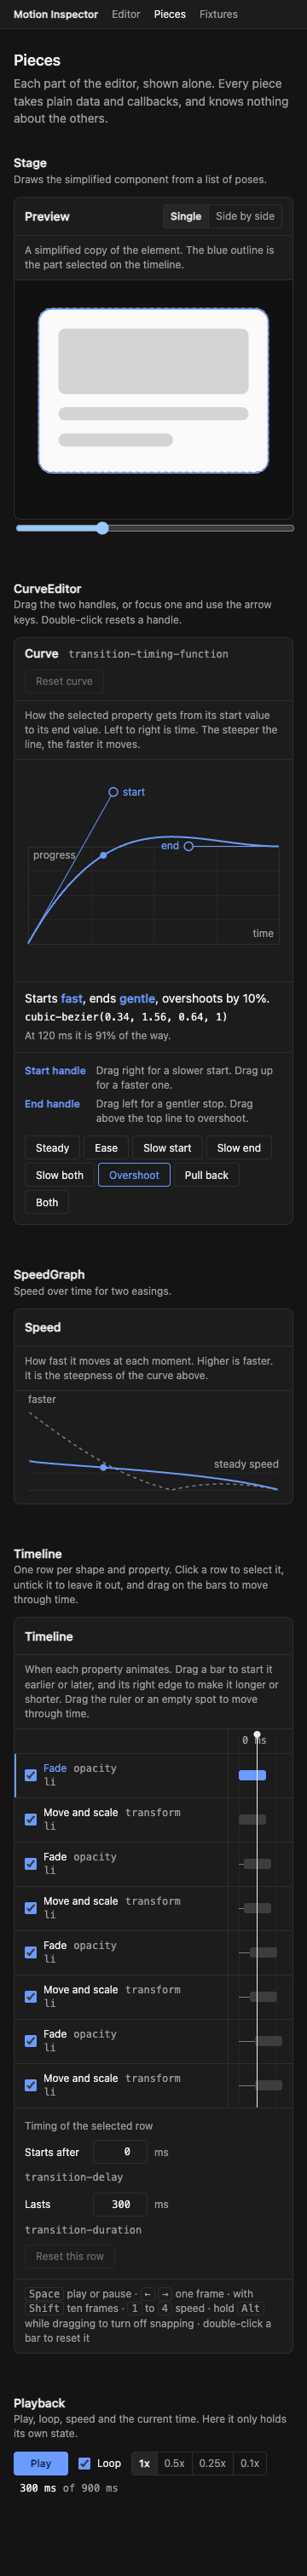 Motion Inspector Editor Pieces Fixtures
Pieces
Each part of the editor, shown alone. Every piece
takes plain data and callbacks, and knows nothing
about the others.
Stage
Draws the simplified component from a list of poses.
Preview Single Side by side
A simplified copy of the element. The blue outline is
the part selected on the timeline.
CurveEditor
Drag the two handles, or focus one and use the arrow
keys. Double-click resets a handle.
Curve transition-timing-function
Reset curve
How the selected property gets from its start value
to its end value. Left to right is time. The steeper the
line, the faster it moves.
start
end
progress
time
Starts fast, ends gentle, overshoots by 10%.
cubic-bezier(0.34, 1.56, 0.64, 1)
At 120 ms it is 91% of the way.
Start handle Drag right for a slower start. Drag up
for a faster one.
End handle Drag left for a gentler stop. Drag
above the top line to overshoot.
Steady Ease Slow start Slow end
Slow both Overshoot Pull back
Both
SpeedGraph
Speed over time for two easings.
Speed
How fast it moves at each moment. Higher is faster.
It is the steepness of the curve above.
faster
steady speed
Timeline
One row per shape and property. Click a row to select it,
untick it to leave it out, and drag on the bars to move
through time.
Timeline
When each property animates. Drag a bar to start it
earlier or later, and its right edge to make it longer or
shorter. Drag the ruler or an empty spot to move
through time.
0 ms
Fade opacity
li
Move and scale transform
li
Fade opacity
li
Move and scale transform
li
Fade opacity
li
Move and scale transform
li
Fade opacity
li
Move and scale transform
li
Timing of the selected row
Starts after 0 ms
transition-delay
Lasts 300 ms
transition-duration
Reset this row
Space play or pause · ← → one frame · with
Shift ten frames · 1 to 4 speed · hold Alt
while dragging to turn off snapping · double-click a
bar to reset it
Playback
Play, loop, speed and the current time. Here it only holds
its own state.
Play Loop 1x 0.5x 0.25x 0.1x
300 ms of 900 ms